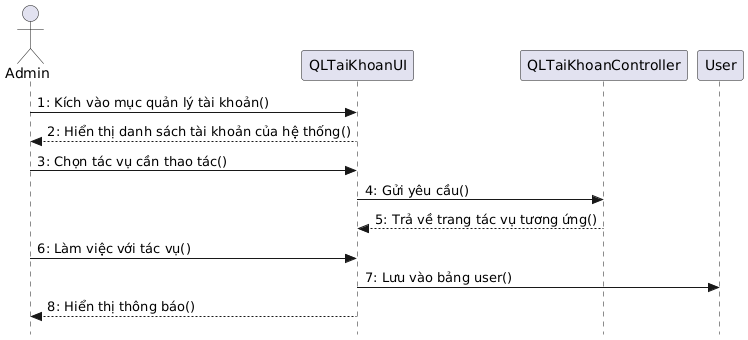 Admin
QLTaiKhoanUI
QLTaiKhoanController
User
1: Kích vào mục quản lý tài khoản()
2: Hiển thị danh sách tài khoản của hệ thống()
3: Chọn tác vụ cần thao tác()
4: Gửi yêu cầu()
5: Trả về trang tác vụ tương ứng()
6: Làm việc với tác vụ()
7: Lưu vào bảng user()
8: Hiển thị thông báo()